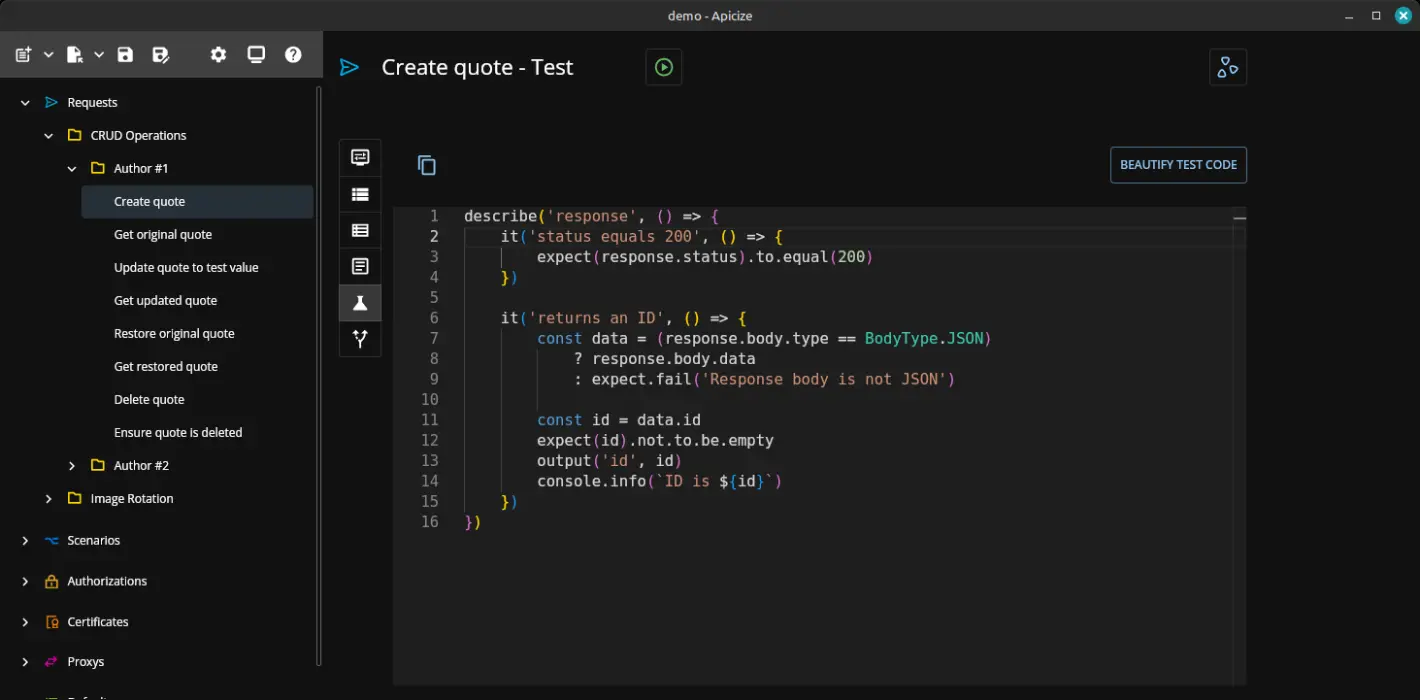 demo - Apicize
Create quote - Test
Requests
CRUD Operations
Author #1
Create quote
Get original quote
Update quote to test value
Get updated quote
Restore original quote
Get restored quote
Delete quote
Ensure quote is deleted
Author #2
Image Rotation
Scenarios
Authorizations
Certificates
Proxys
BEAUTIFY TEST CODE
1 describe('response', () => {
2 it('status equals 200', () => {
3 expect(response.status).to.equal(200)
4 })
5
6 it('returns an ID', () => {
7 const data = (response.body.type == BodyType.JSON)
8 ? response.body.data
9 : expect.fail('Response body is not JSON')
10
11 const id = data.id
12 expect(id).not.to.be.empty
13 output('id', id)
14 console.info(`ID is ${id}`)
15 })
16 })